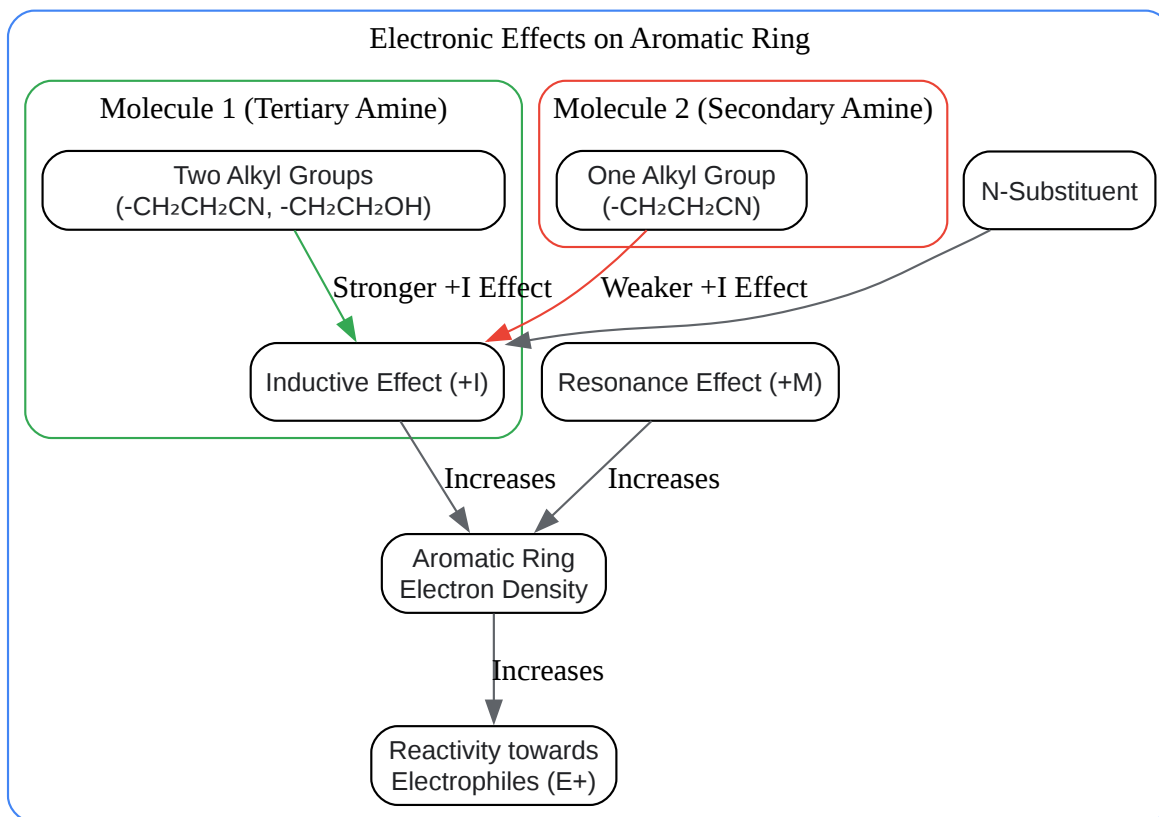 Electronic Effects on Aromatic Ring
Molecule 1 (Tertiary Amine)
Molecule 2 (Secondary Amine)
Two Alkyl Groups
(-CH₂CH₂CN, -CH₂CH₂OH)
One Alkyl Group
(-CH₂CH₂CN)
N-Substituent
Stronger +I Effect
Weaker +I Effect
Inductive Effect (+I)
Resonance Effect (+M)
Increases
Increases
Aromatic Ring
Electron Density
Increases
Reactivity towards
Electrophiles (E+)